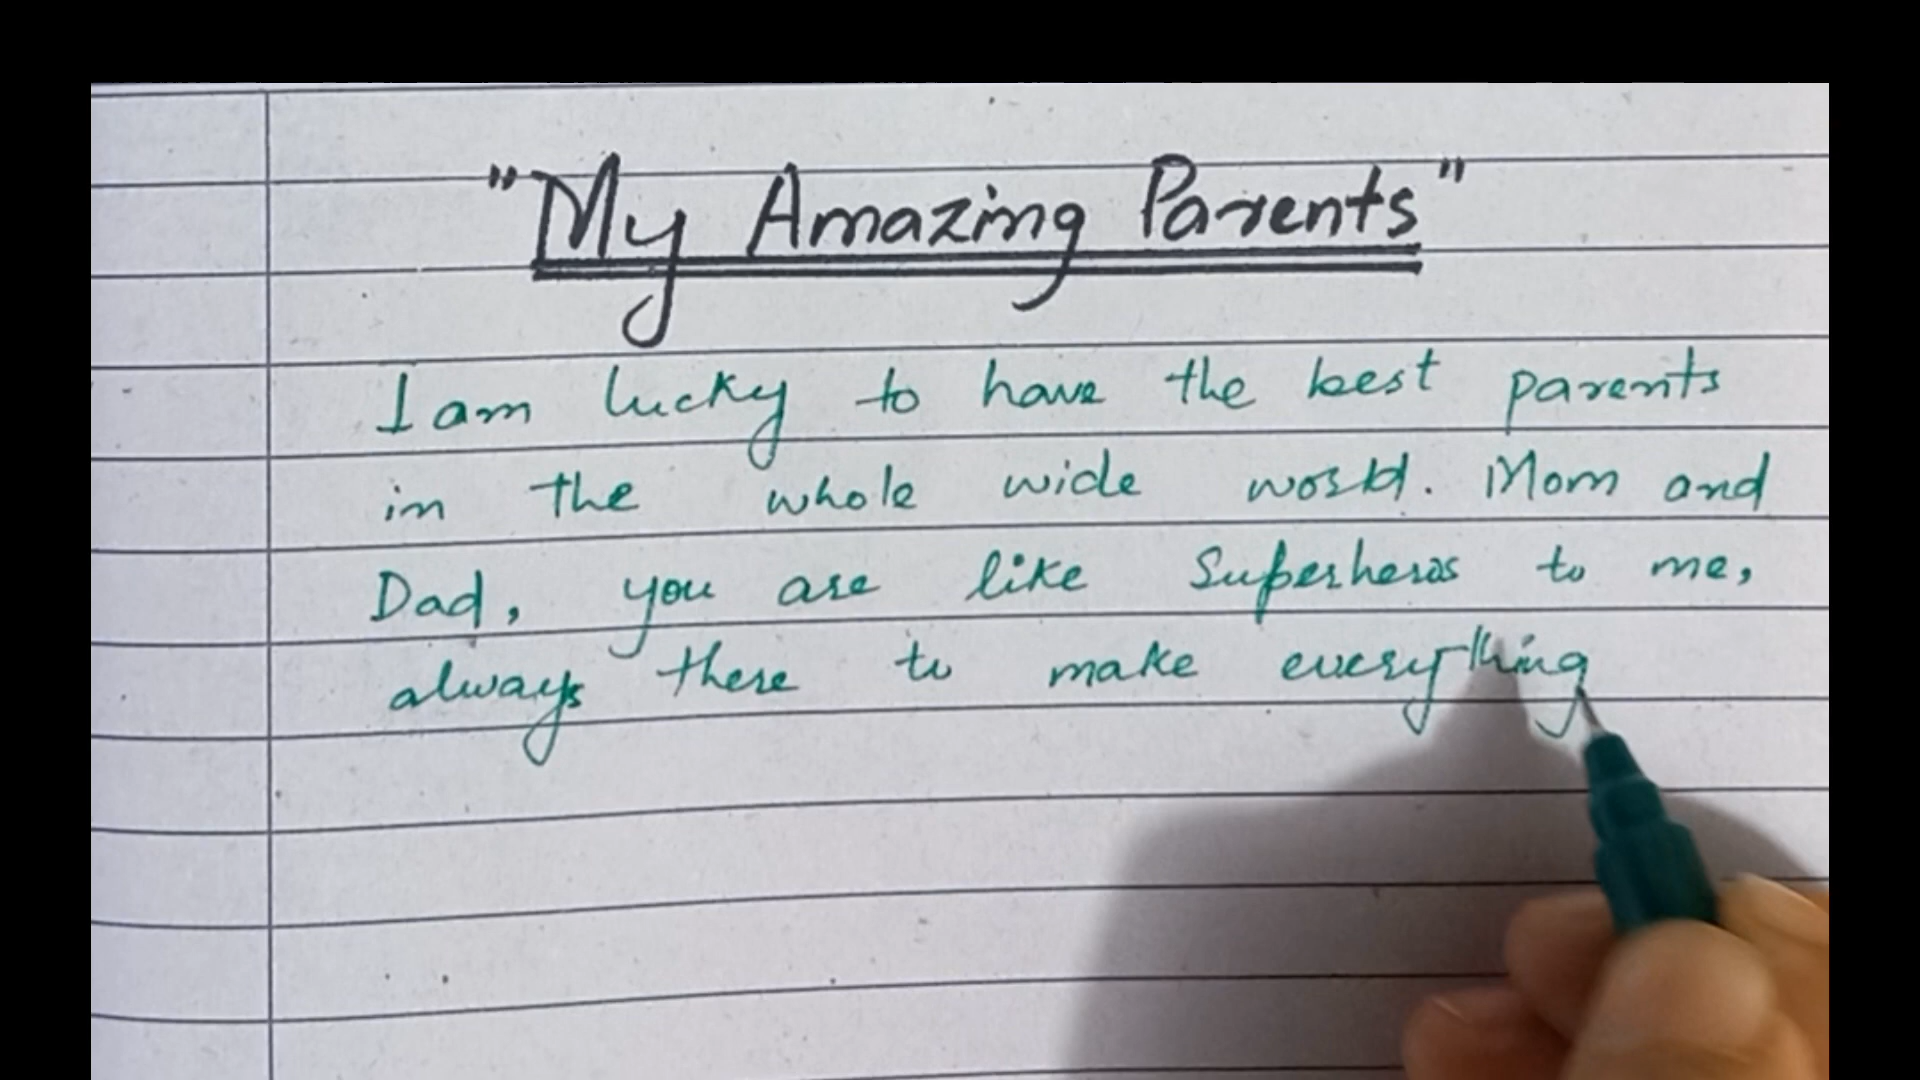 "My Amazing Parents"
I am lucky to have the best parents
in the whole wide world. Mom and
Dad, you are like Superheros to me,
always there to make everything